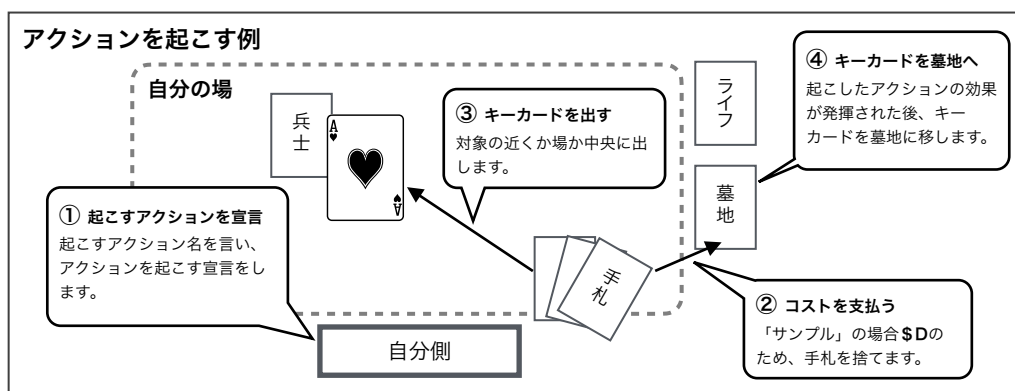 アクションを起こす例
自分の場
兵士
A
A
③ キーカードを出す
対象の近くか場か中央に出
します。
ライフ
④ キーカードを墓地へ
起こしたアクションの効果
が発揮された後、キー
カードを墓地に移します。
墓地
① 起こすアクションを宣言
起こすアクション名を言い、
アクションを起こす宣言をし
ます。
手札
② コストを支払う
「サンプル」の場合$Dの
ため、手札を捨てます。
自分側